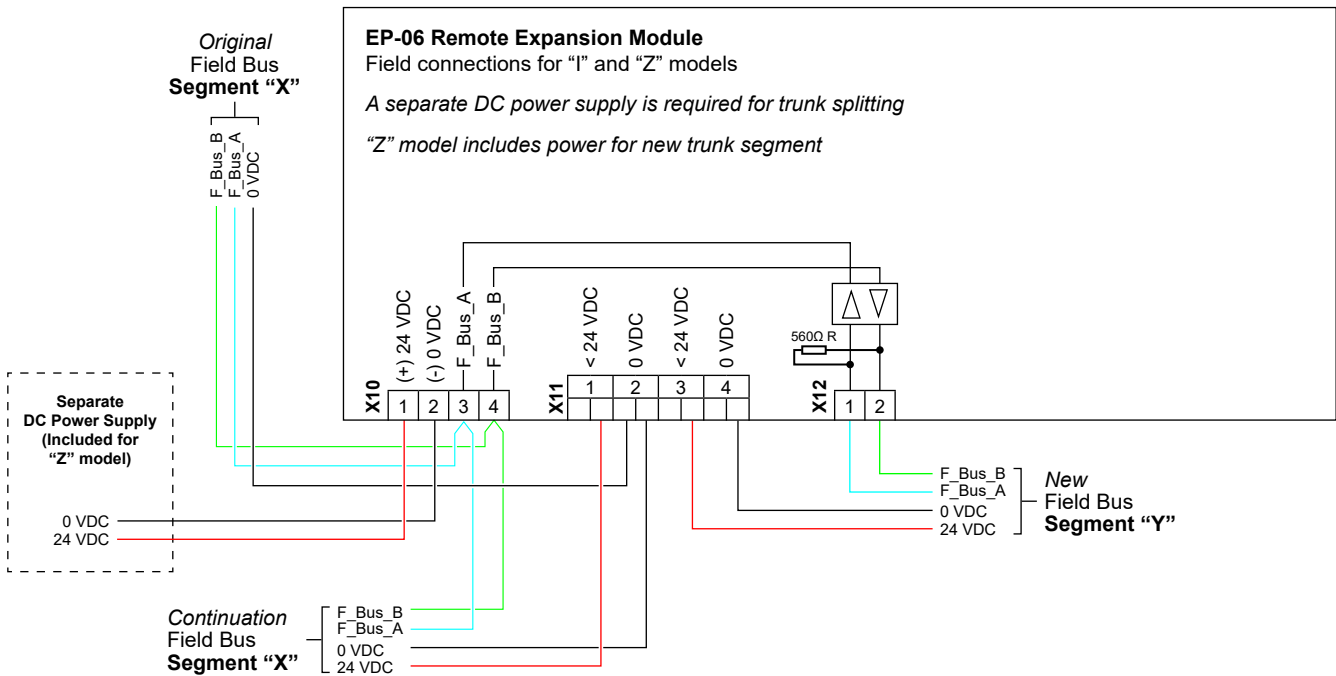 Original
Field Bus
Segment “X”
F_Bus_B
F_Bus_A
0 VDC
EP-06 Remote Expansion Module
Field connections for “I” and “Z” models
A separate DC power supply is required for trunk splitting
“Z” model includes power for new trunk segment
X10
(+) 24 VDC
(-) 0 VDC
F_Bus_A
F_Bus_B
1 2 3 4
X11
< 24 VDC
0 VDC
< 24 VDC
0 VDC
1 2 3 4
560Ω R
X12
1 2
Separate
DC Power Supply
(Included for
“Z” model)
0 VDC
24 VDC
F_Bus_B
F_Bus_A
0 VDC
24 VDC
New
Field Bus
Segment “Y”
Continuation
Field Bus
Segment “X”
F_Bus_B
F_Bus_A
0 VDC
24 VDC